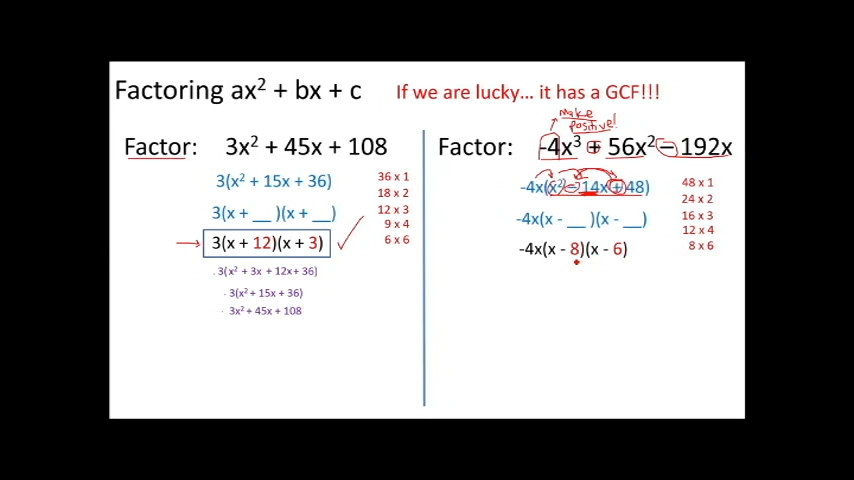 Factoring ax² + bx + c If we are lucky... it has a GCF!!!
make
positive!
Factor: 3x² + 45x + 108
3(x² + 15x + 36)
3(x + __ )(x + __)
3(x + 12)(x + 3)
3(x² + 3x + 12x + 36)
3(x² + 15x + 36)
3x² + 45x + 108
36 x 1
18 x 2
12 x 3
9 x 4
6 x 6
Factor: -4x³ + 56x² – 192x
-4x(x² – 14x + 48)
-4x(x - __ )(x - __)
-4x(x - 8)(x - 6)
48 x 1
24 x 2
16 x 3
12 x 4
8 x 6